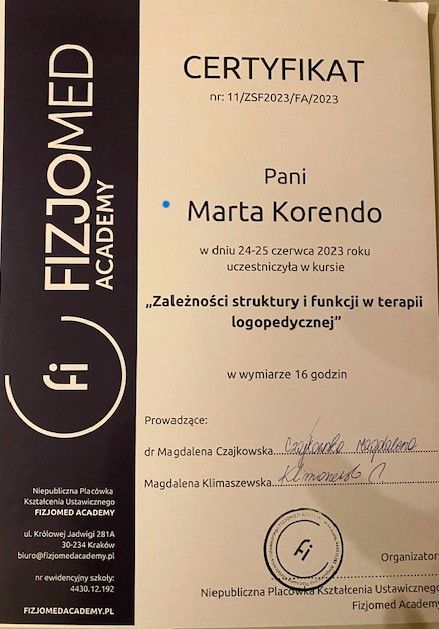 FIZJOMED
ACADEMY
fi
Niepubliczna Placówka
Kształcenia Ustawicznego
FIZJOMED ACADEMY
ul. Królowej Jadwigi 281A
30-234 Kraków
biuro@fizjomedacademy.pl
nr ewidencyjny szkoły:
4430.12.192
FIZJOMEDACADEMY.PL
CERTYFIKAT
nr: 11/ZSF2023/FA/2023
Pani
Marta Korendo
w dniu 24-25 czerwca 2023 roku
uczestniczyła w kursie
„Zależności struktury i funkcji w terapii
logopedycznej”
w wymiarze 16 godzin
Prowadzące:
dr Magdalena Czajkowska Czajkowska Magdalena
Magdalena Klimaszewska
fi
Organizator
Niepubliczna Placówka Kształcenia Ustawicznego
Fizjomed Academy